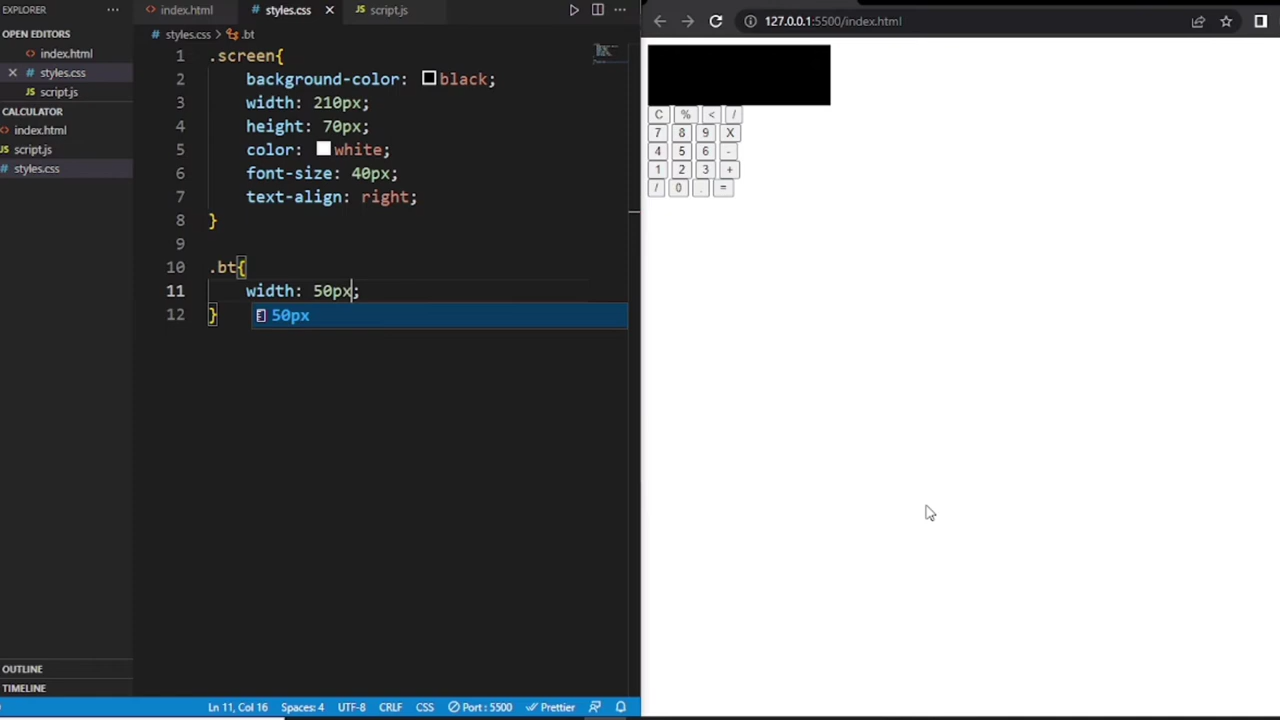 EXPLORER
OPEN EDITORS
index.html
styles.css
script.js
CALCULATOR
index.html
script.js
styles.css
OUTLINE
TIMELINE
index.html
styles.css
script.js
styles.css > .bt
1 .screen{
2 background-color: black;
3 width: 210px;
4 height: 70px;
5 color: white;
6 font-size: 40px;
7 text-align: right;
8 }
9
10 .bt{
11 width: 50px;
12 }
50px
Ln 11, Col 16 Spaces: 4 UTF-8 CRLF CSS Port : 5500 Prettier
127.0.0.1:5500/index.html
C % < /
7 8 9 X
4 5 6 -
1 2 3 +
/ 0 . =